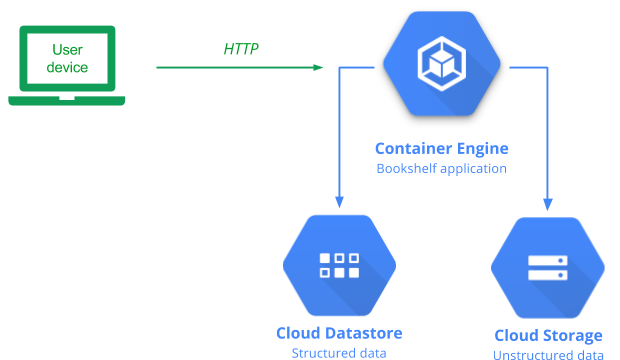 User
device
HTTP
Container Engine
Bookshelf application
Cloud Datastore
Structured data
Cloud Storage
Unstructured data